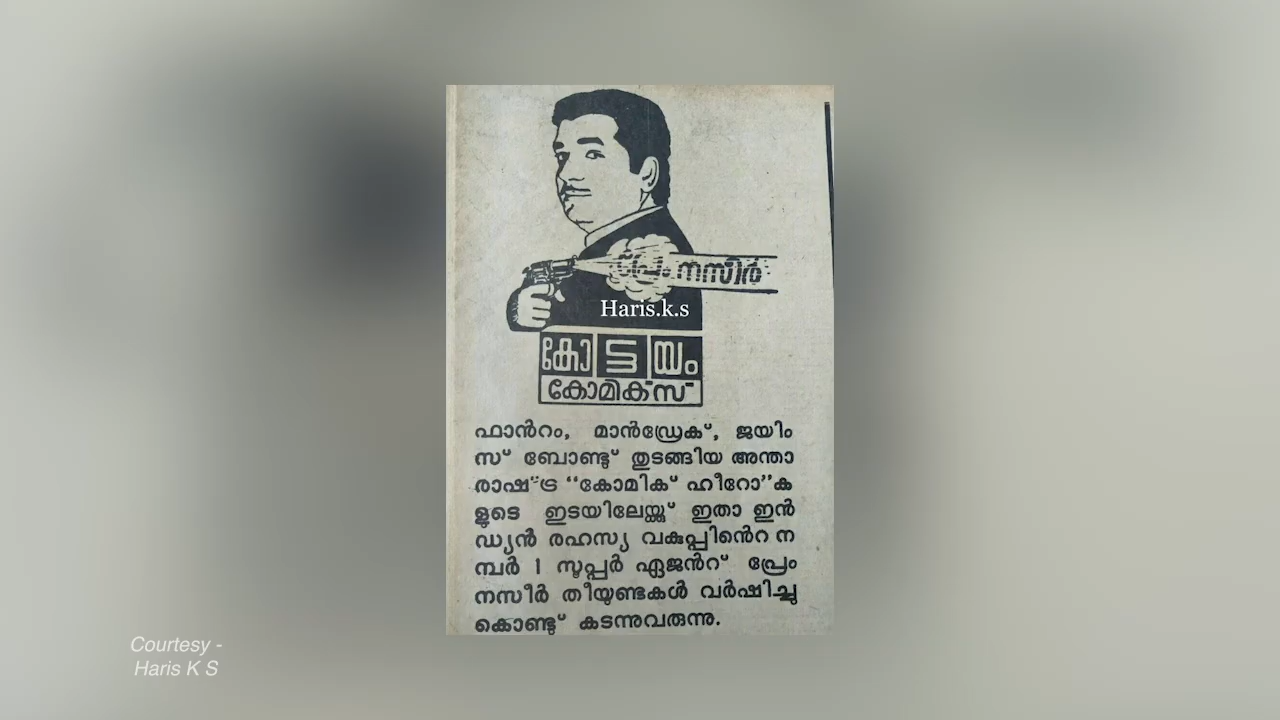 പ്രേം നസീർ
Haris.k.s
കോട്ടയം
കോമിക്സ്
ഫാൻറം, മാൻഡ്രേക്, ജയിം
സ് ബോണ്ടു് തുടങ്ങിയ അന്താ
രാഷ്ട്ര “കോമിക് ഹീറോ”ക
ളുടെ ഇടയിലേയ്ക്കു് ഇതാ ഇൻ
ഡ്യൻ രഹസ്യ വകുപ്പിൻെറ ന
മ്പർ 1 സൂപ്പർ ഏജൻറ് പ്രേം
നസീർ തീയുണ്ടകൾ വർഷിച്ചു
കൊണ്ടു് കടന്നുവരുന്നു.
Courtesy -
Haris K S